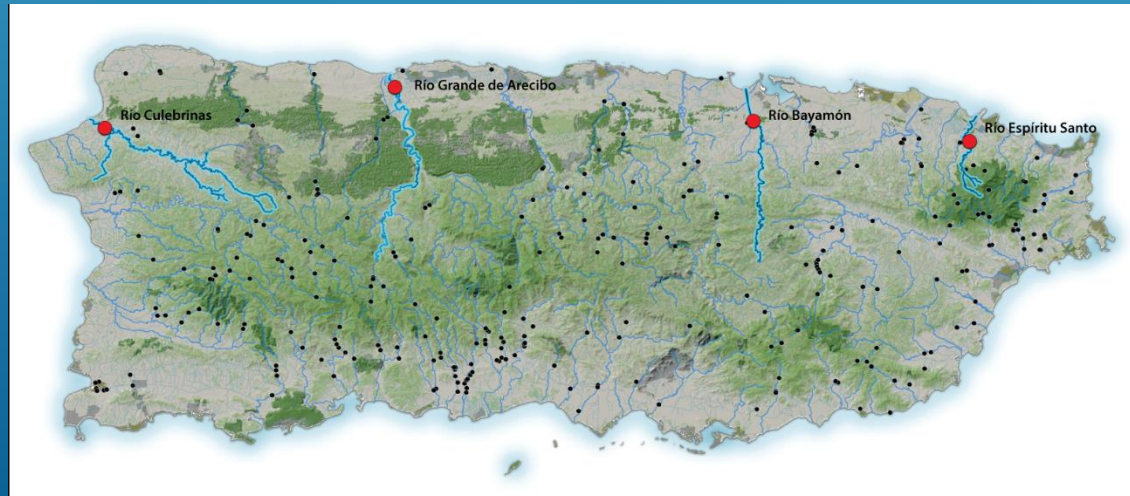 Río Grande de Arecibo
Río Culebrinas
Río Bayamón
Río Espíritu Santo